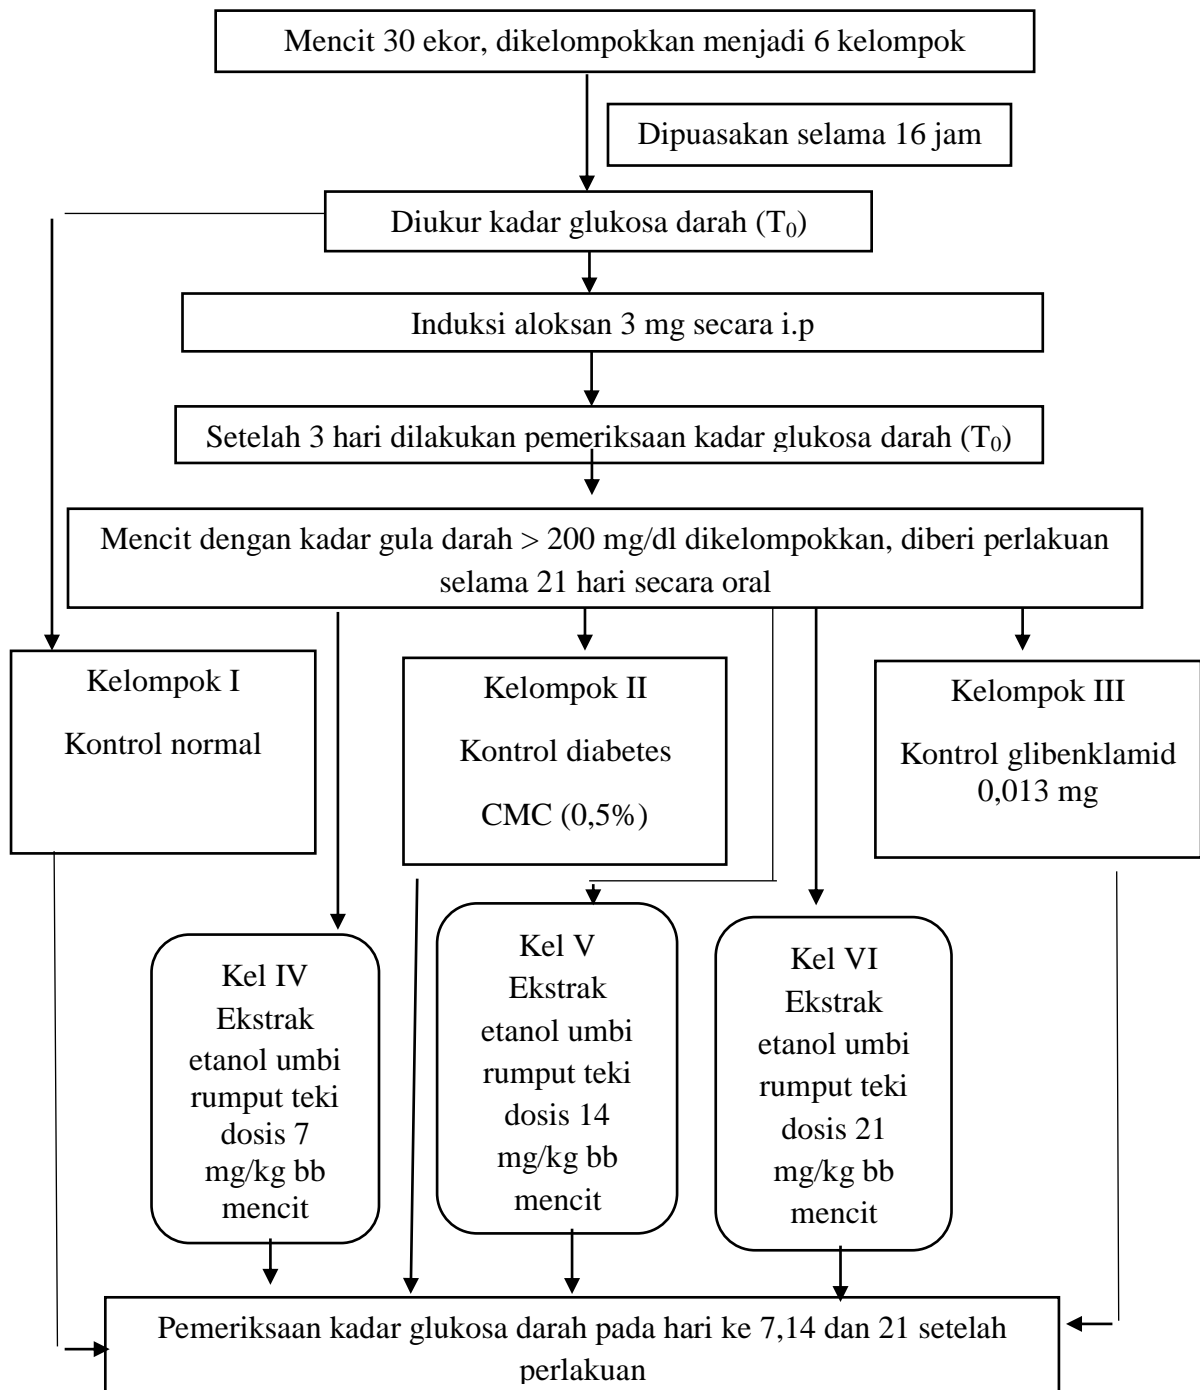 Mencit 30 ekor, dikelompokkan menjadi 6 kelompok
Dipuasakan selama 16 jam
Diukur kadar glukosa darah (T₀)
Induksi aloksan 3 mg secara i.p
Setelah 3 hari dilakukan pemeriksaan kadar glukosa darah (T₀)
Mencit dengan kadar gula darah > 200 mg/dl dikelompokkan, diberi perlakuan
selama 21 hari secara oral
Kelompok I
Kontrol normal
Kelompok II
Kontrol diabetes
CMC (0,5%)
Kelompok III
Kontrol glibenklamid
0,013 mg
Kel IV
Ekstrak
etanol umbi
rumput teki
dosis 7
mg/kg bb
mencit
Kel V
Ekstrak
etanol umbi
rumput teki
dosis 14
mg/kg bb
mencit
Kel VI
Ekstrak
etanol umbi
rumput teki
dosis 21
mg/kg bb
mencit
Pemeriksaan kadar glukosa darah pada hari ke 7,14 dan 21 setelah
perlakuan